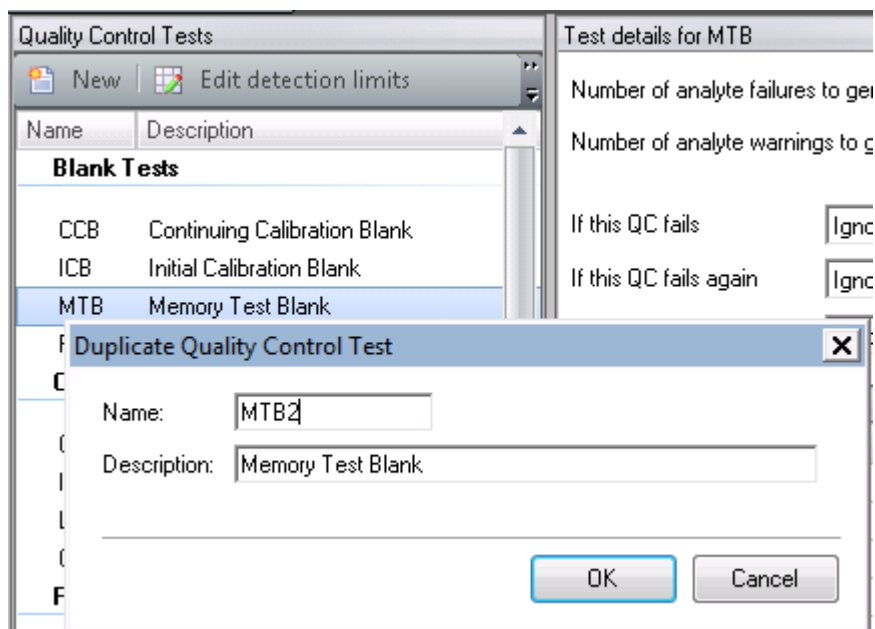 Quality Control Tests
Test details for MTB
New
Edit detection limits
Number of analyte failures to
Name
Description
Number of analyte warnings to
Blank Tests
CCB
Continuing Calibration Blank
If this QC fails
ICB
Initial Calibration Blank
If this QC fails again
MTB
Memory Test Blank
Duplicate Quality Control Test
Name:
MTB2
Description:
Memory Test Blank
OK
Cancel